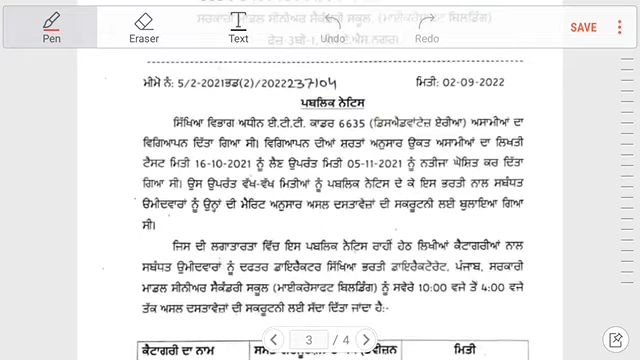 ਸਰਕਾਰੀ ਮਾਡਲ ਸੀਨੀਅਰ ਸੈਕੰਡਰੀ ਸਕੂਲ, (ਮਾਈਕਰੋਸਾਫਟ ਬਿਲਡਿੰਗ)
Pen
Eraser
Text
Undo
Redo
SAVE
ਮੀਮੋ ਨੰ: 5/2-2021ਭਡ(2)/2022237104 ਮਿਤੀ: 02-09-2022
ਪਬਲਿਕ ਨੋਟਿਸ
ਸਿੱਖਿਆ ਵਿਭਾਗ ਅਧੀਨ ਈ.ਟੀ.ਟੀ. ਕਾਡਰ 6635 (ਡਿਸਐਡਵਾਂਟੇਜ਼ ਏਰੀਆ) ਅਸਾਮੀਆਂ ਦਾ
ਵਿਗਿਆਪਨ ਦਿੱਤਾ ਗਿਆ ਸੀ। ਵਿਗਿਆਪਨ ਦੀਆਂ ਸ਼ਰਤਾਂ ਅਨੁਸਾਰ ਉਕਤ ਅਸਾਮੀਆਂ ਦਾ ਲਿਖਤੀ
ਟੈਸਟ ਮਿਤੀ 16-10-2021 ਨੂੰ ਲੈਣ ਉਪਰੰਤ ਮਿਤੀ 05-11-2021 ਨੂੰ ਨਤੀਜਾ ਘੋਸ਼ਿਤ ਕਰ ਦਿੱਤਾ
ਗਿਆ ਸੀ। ਉਸ ਉਪਰੰਤ ਵੱਖ-ਵੱਖ ਮਿਤੀਆਂ ਨੂੰ ਪਬਲਿਕ ਨੋਟਿਸ ਦੇ ਕੇ ਇਸ ਭਰਤੀ ਨਾਲ ਸਬੰਧਤ
ਉਮੀਦਵਾਰਾਂ ਨੂੰ ਉਨ੍ਹਾਂ ਦੀ ਮੈਰਿਟ ਅਨੁਸਾਰ ਅਸਲ ਦਸਤਾਵੇਜ਼ਾਂ ਦੀ ਸਕਰੂਟਨੀ ਲਈ ਬੁਲਾਇਆ ਗਿਆ
ਸੀ।
ਜਿਸ ਦੀ ਲਗਾਤਾਰਤਾ ਵਿੱਚ ਇਸ ਪਬਲਿਕ ਨੋਟਿਸ ਰਾਹੀਂ ਹੇਠ ਲਿਖੀਆਂ ਕੈਟਾਗਰੀਆਂ ਨਾਲ
ਸਬੰਧਤ ਉਮੀਦਵਾਰਾਂ ਨੂੰ ਦਫਤਰ ਡਾਇਰੈਕਟਰ ਸਿੱਖਿਆ ਭਰਤੀ ਡਾਇਰੈਕਟੋਰੇਟ, ਪੰਜਾਬ, ਸਰਕਾਰੀ
ਮਾਡਲ ਸੀਨੀਅਰ ਸੈਕੰਡਰੀ ਸਕੂਲ (ਮਾਈਕਰੋਸਾਫਟ ਬਿਲਡਿੰਗ) ਨੂੰ ਸਵੇਰੇ 10:00 ਵਜੇ ਤੋਂ 4:00 ਵਜੇ
ਤੱਕ ਅਸਲ ਦਸਤਾਵੇਜ਼ਾਂ ਦੀ ਸਕਰੂਟਨੀ ਲਈ ਸੱਦਾ ਦਿੱਤਾ ਜਾਂਦਾ ਹੈ:-
3 / 4
ਕੈਟਾਗਰੀ ਦਾ ਨਾਮ ਮਿਤੀ